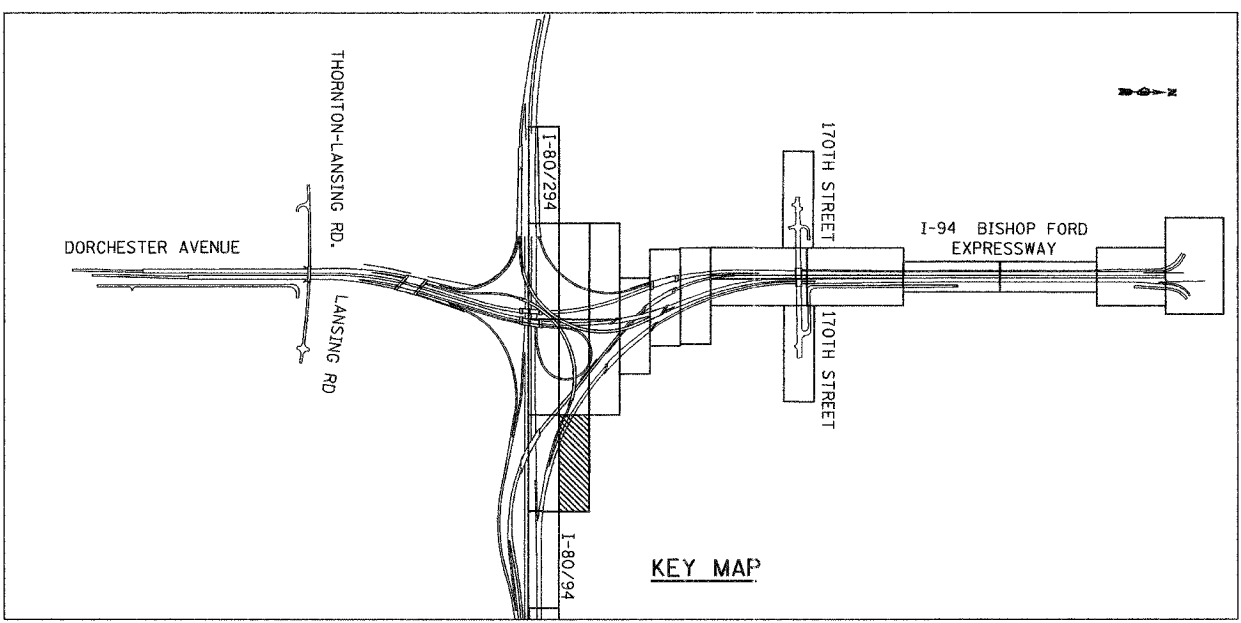 THORNTON-LANSING RD.
I-80/294
170TH STREET
N
DORCHESTER AVENUE
I-94 BISHOP FORD
EXPRESSWAY
LANSING RD
170TH STREET
I-80/94
KEY MAP